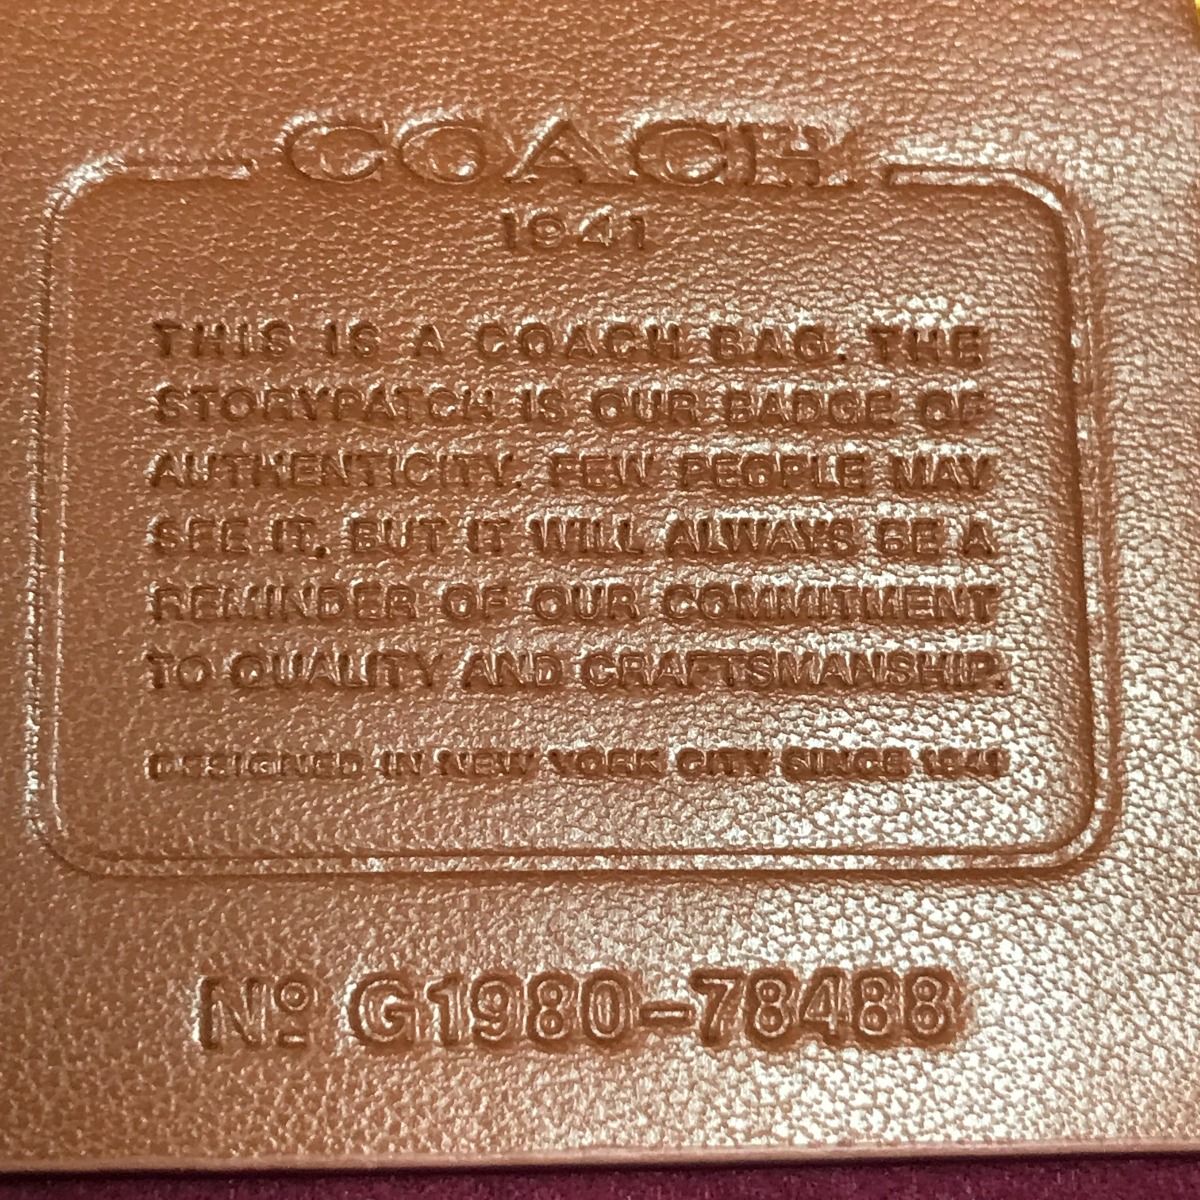 COACH
1941
THIS IS A COACH BAG. THE
STORYPATCH IS OUR BADGE OF
AUTHENTICITY. FEW PEOPLE MAY
SEE IT, BUT IT WILL ALWAYS BE A
REMINDER OF OUR COMMITMENT
TO QUALITY AND CRAFTSMANSHIP.
DESIGNED IN NEW YORK CITY SINCE 1941
Nº G1980-78488